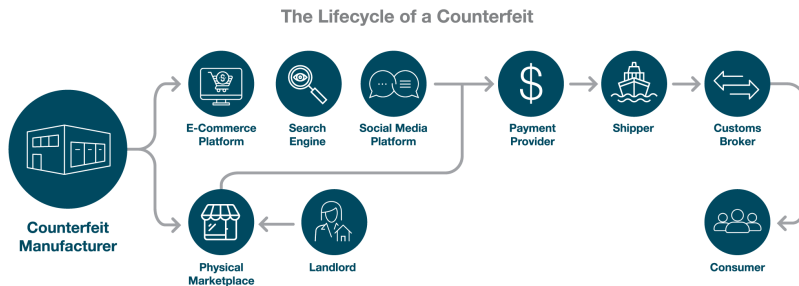 The Lifecycle of a Counterfeit
E-Commerce
Platform
Search
Engine
Social Media
Platform
$
Payment
Provider
Shipper
Customs
Broker
Counterfeit
Manufacturer
Physical
Marketplace
Landlord
Consumer